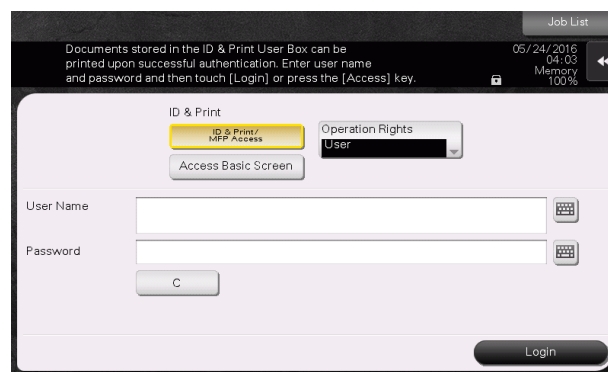 Job List
Documents stored in the ID & Print User Box can be
printed upon successful authentication. Enter user name
and password and then touch [Login] or press the [Access] key.
05/24/2016
04:03
Memory
100%
ID & Print
ID & Print/
MFP Access
Operation Rights
User
Access Basic Screen
User Name
Password
C
Login